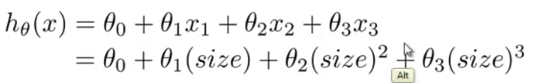 hθ(x) = θ0 + θ1x1 + θ2x2 + θ3x3
= θ0 + θ1(size) + θ2(size)² + θ3(size)³
Alt